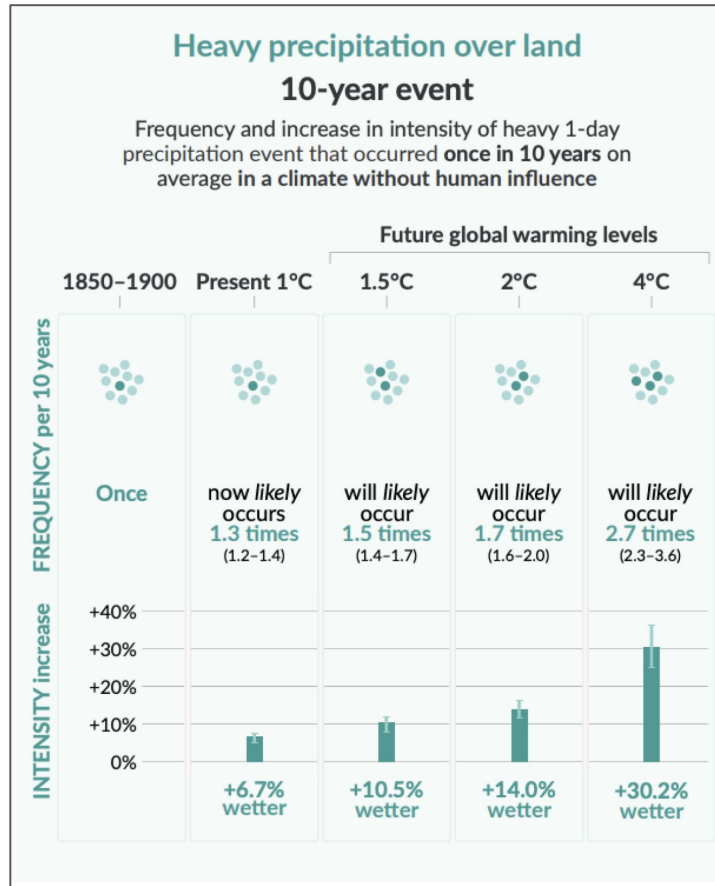 Heavy precipitation over land
10-year event
Frequency and increase in intensity of heavy 1-day
precipitation event that occurred once in 10 years on
average in a climate without human influence
Future global warming levels
1850–1900 Present 1°C 1.5°C 2°C 4°C
FREQUENCY per 10 years
Once
now likely
occurs
1.3 times
(1.2–1.4)
will likely
occur
1.5 times
(1.4–1.7)
will likely
occur
1.7 times
(1.6–2.0)
will likely
occur
2.7 times
(2.3–3.6)
INTENSITY increase
+40%
+30%
+20%
+10%
0%
+6.7%
wetter
+10.5%
wetter
+14.0%
wetter
+30.2%
wetter